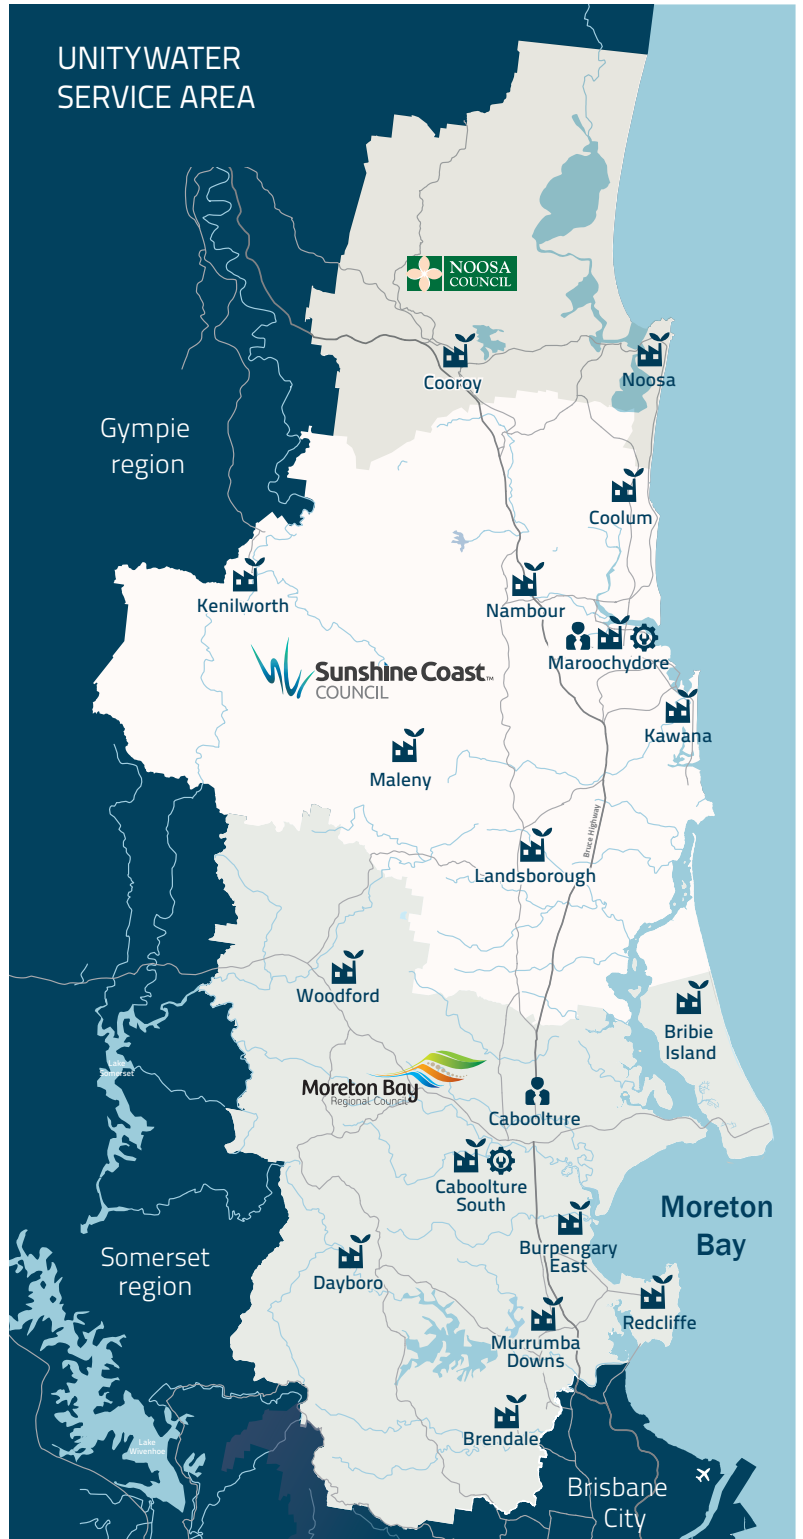 UNITYWATER
SERVICE AREA
NOOSA
COUNCIL
Cooroy
Noosa
Gympie
region
Coolum
Kenilworth
Nambour
Maroochydore
Sunshine Coast™
COUNCIL
Kawana
Maleny
Bruce Highway
Landsborough
Woodford
Bribie
Island
Lake
Somerset
Moreton Bay
Regional Council
Caboolture
Caboolture
South
Moreton
Bay
Burpengary
East
Somerset
region
Dayboro
Redcliffe
Murrumba
Downs
Brendale
Lake
Wivenhoe
Brisbane
City